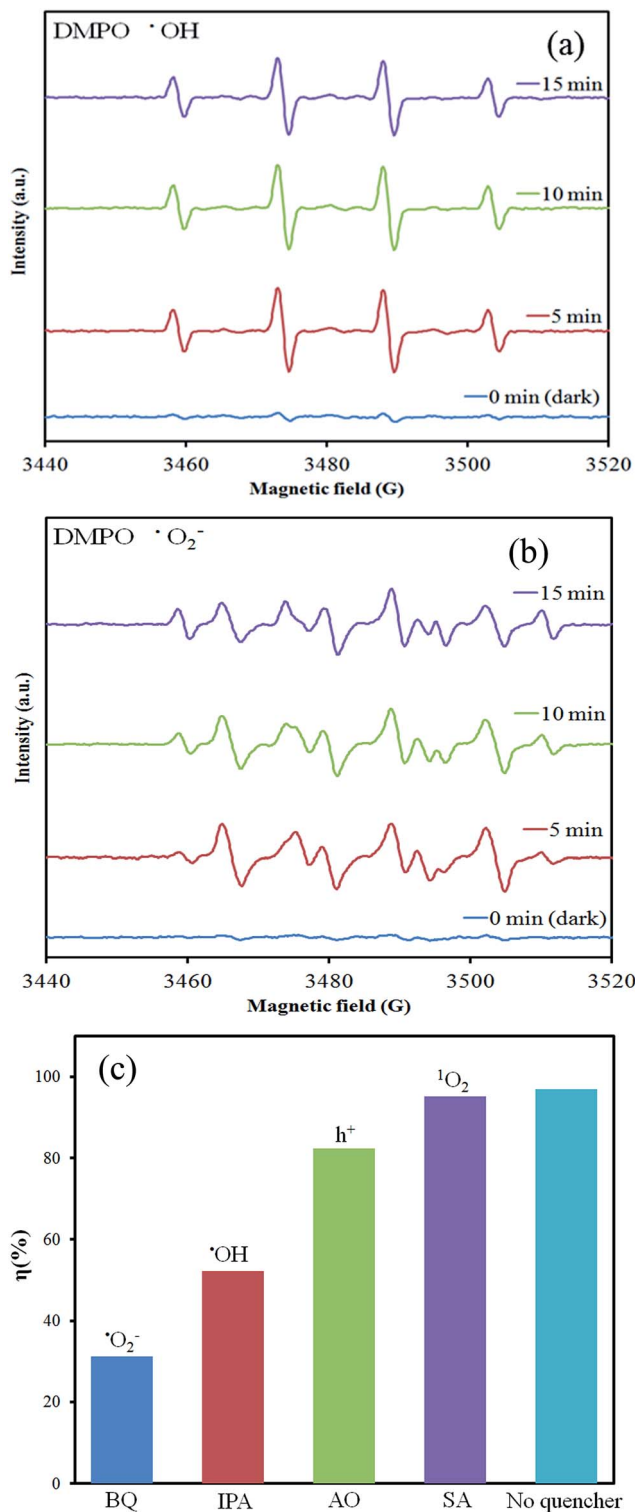 DMPO ·OH
(a)
15 min
10 min
5 min
0 min (dark)
Intensity (a.u.)
3440 3460 3480 3500 3520
Magnetic field (G)
DMPO ·O₂⁻
(b)
15 min
10 min
5 min
0 min (dark)
Intensity (a.u.)
3440 3460 3480 3500 3520
Magnetic field (G)
(c)
100
80
60
40
20
0
η(%)
·O₂⁻
·OH
h⁺
¹O₂
BQ IPA AO SA No quencher